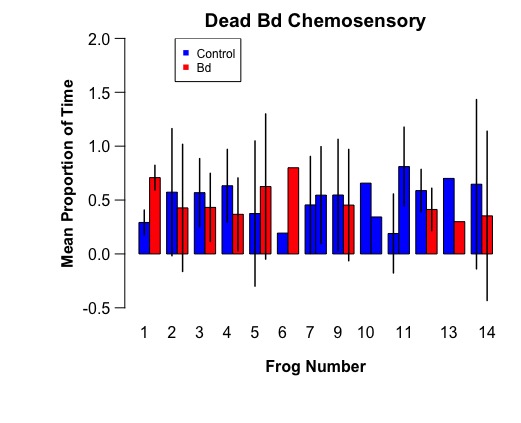 Dead Bd Chemosensory
Control
Bd
2.0
1.5
1.0
0.5
0.0
-0.5
Mean Proportion of Time
1 2 3 4 5 6 7 9 10 11 13 14
Frog Number